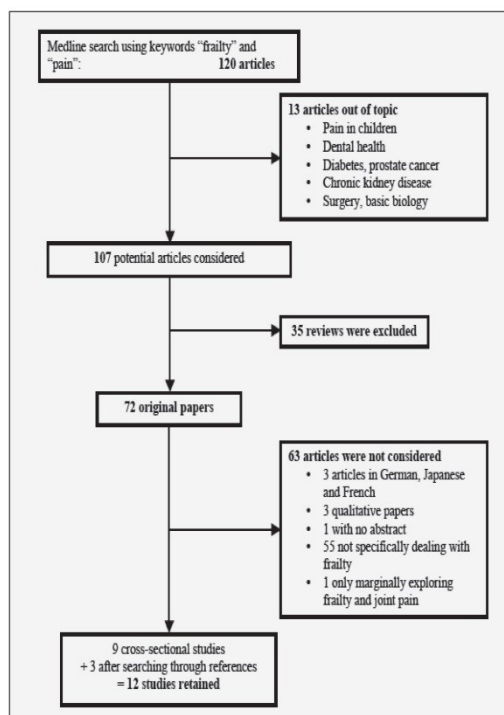 Medline search using keywords “frailty” and
“pain”: 120 articles
13 articles out of topic
• Pain in children
• Dental health
• Diabetes, prostate cancer
• Chronic kidney disease
• Surgery, basic biology
107 potential articles considered
35 reviews were excluded
72 original papers
63 articles were not considered
• 3 articles in German, Japanese
and French
• 3 qualitative papers
• 1 with no abstract
• 55 not specifically dealing with
frailty
• 1 only marginally exploring
frailty and joint pain
9 cross-sectional studies
+ 3 after searching through references
= 12 studies retained